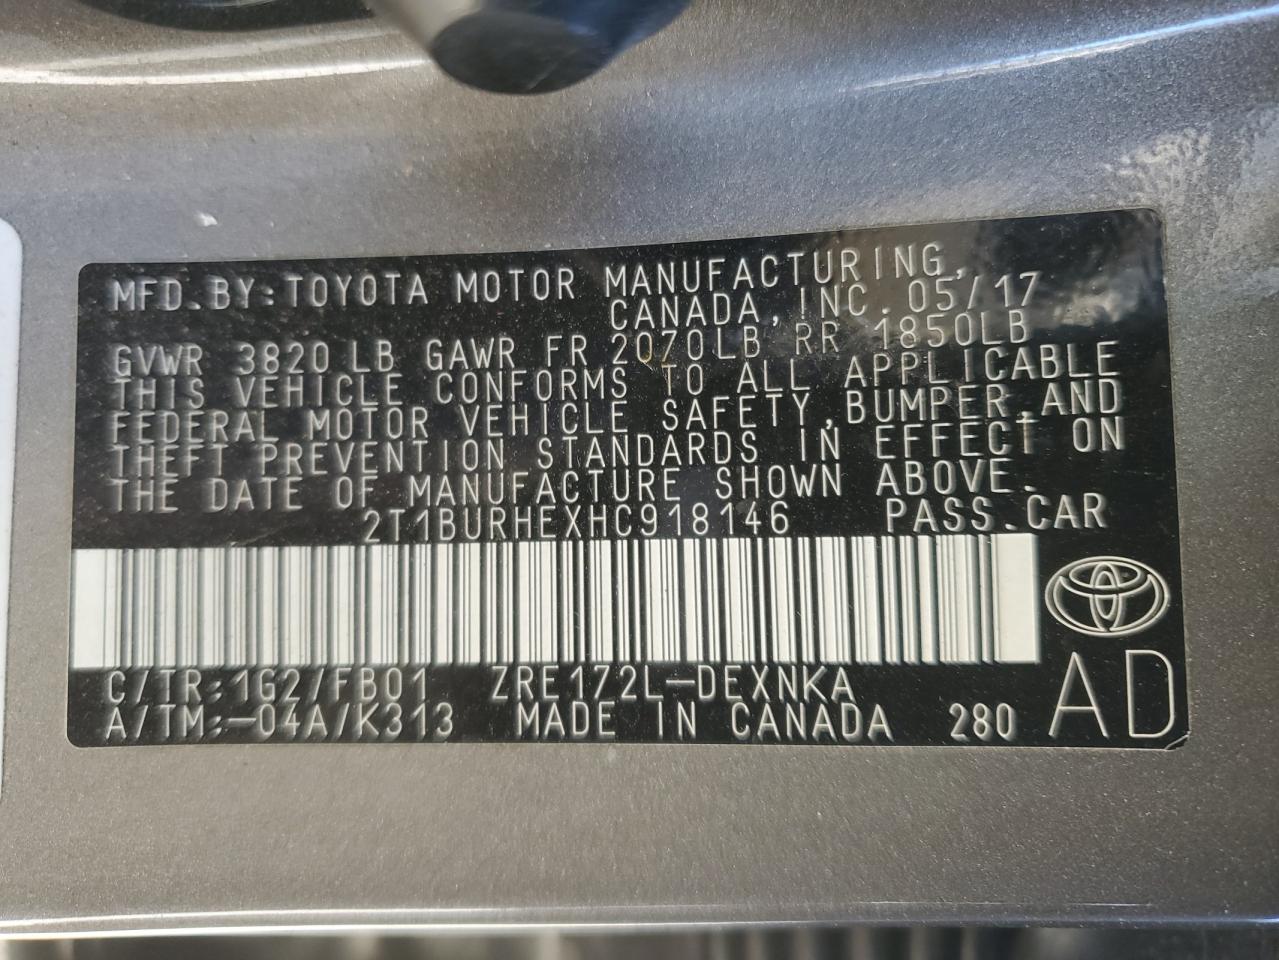 MFD.BY:TOYOTA MOTOR MANUFACTURING,
CANADA, INC. 05/17
GVWR 3820 LB GAWR FR 2070LB RR 1850LB
THIS VEHICLE CONFORMS TO ALL APPLICABLE
FEDERAL MOTOR VEHICLE SAFETY, BUMPER, AND
THEFT PREVENTION STANDARDS IN EFFECT ON
THE DATE OF MANUFACTURE SHOWN ABOVE.
2T1BURHEXHC918146 PASS.CAR
C/TR:1G2/FB01 ZRE172L-DEXNKA
A/TM:-04A/K313 MADE IN CANADA 280
AD